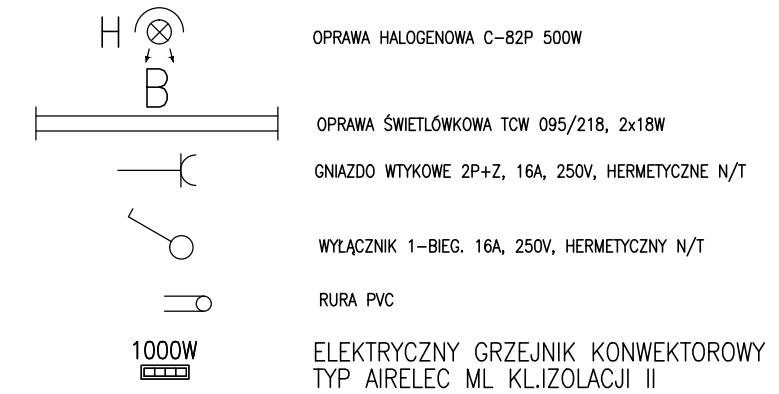 H
OPRAWA HALOGENOWA C-82P 500W
B
OPRAWA ŚWIETLÓWKOWA TCW 095/218, 2x18W
GNIAZDO WTYKOWE 2P+Z, 16A, 250V, HERMETYCZNE N/T
WYŁĄCZNIK 1-BIEG. 16A, 250V, HERMETYCZNY N/T
RURA PVC
1000W
ELEKTRYCZNY GRZEJNIK KONWEKTOROWY
TYP AIRELEC ML KL.IZOLACJI II